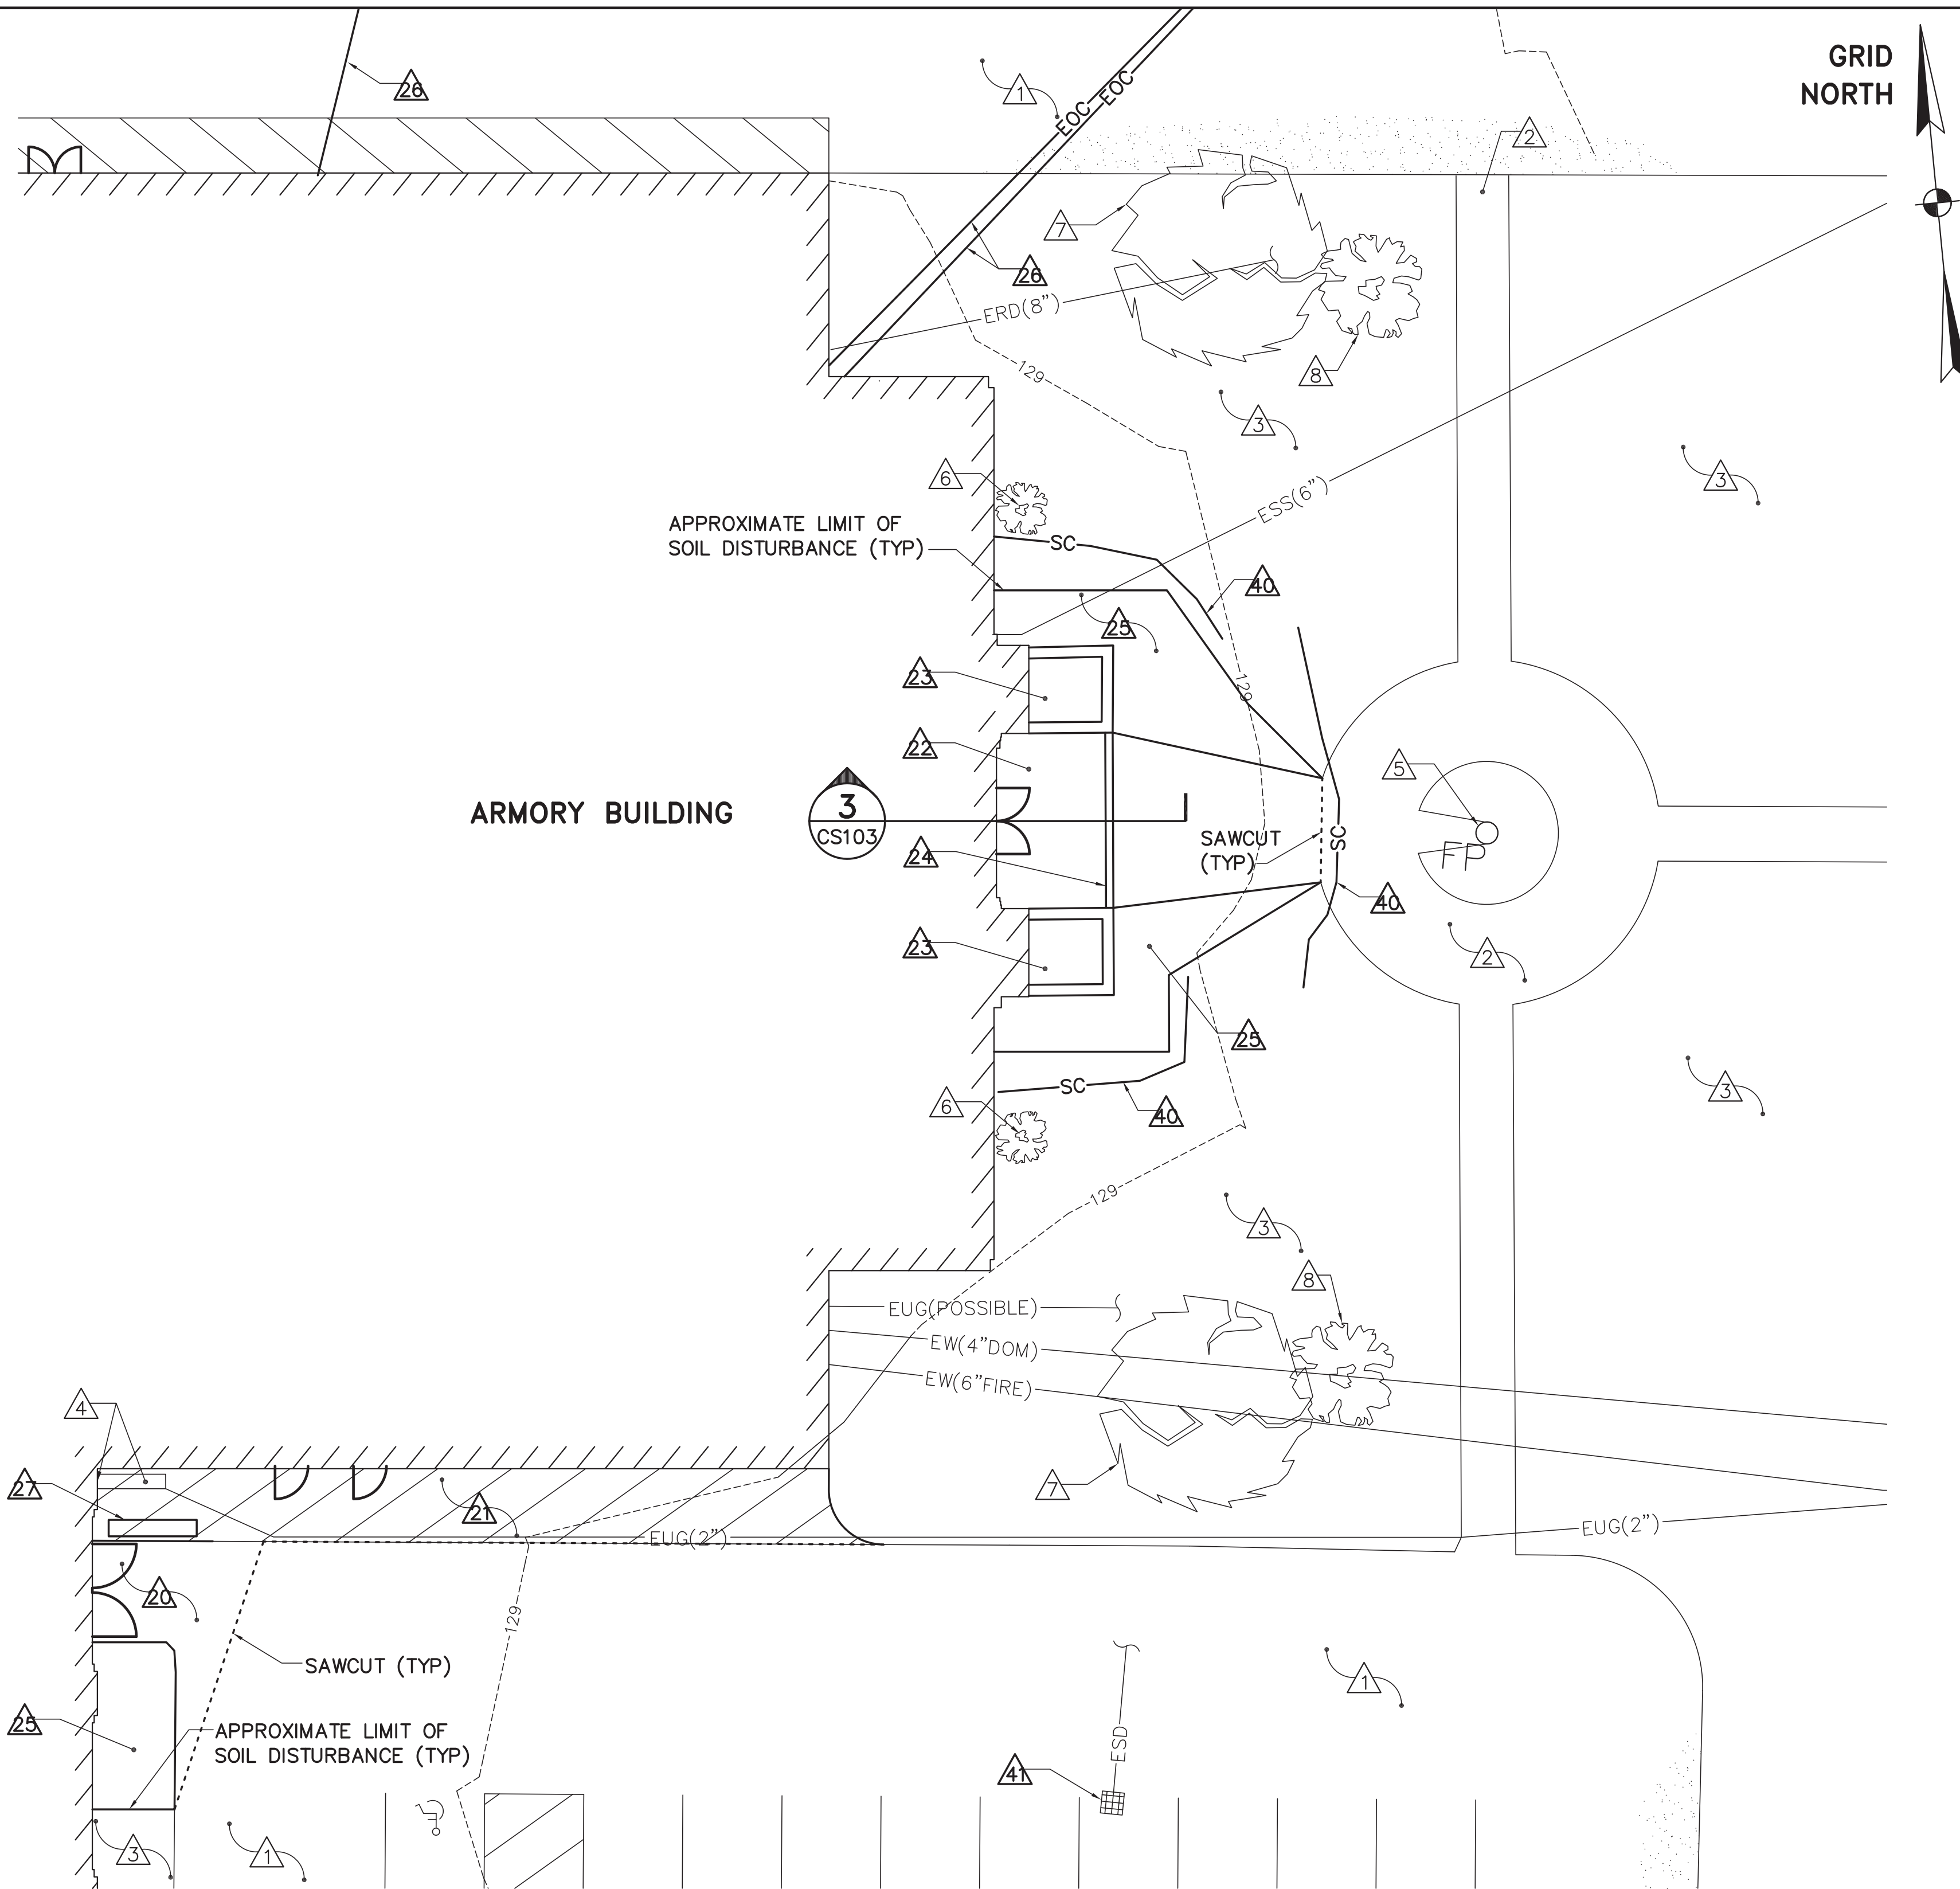 GRID
NORTH
26
1
EOC
EOC
2
7
26
ERD(8")
129
8
3
3
6
ESS(6")
APPROXIMATE LIMIT OF
SOIL DISTURBANCE (TYP)
SC
40
25
23
129
22
5
ARMORY BUILDING
3
CS103
SAWCUT
(TYP)
SC
FP
24
40
23
2
25
3
SC
6
40
129
3
8
EUG(POSSIBLE)
EW(4"DOM)
EW(6"FIRE)
4
27
7
21
EUG(2")
EUG(2")
20
129
SAWCUT (TYP)
1
25
APPROXIMATE LIMIT OF
SOIL DISTURBANCE (TYP)
ESD
41
3
1